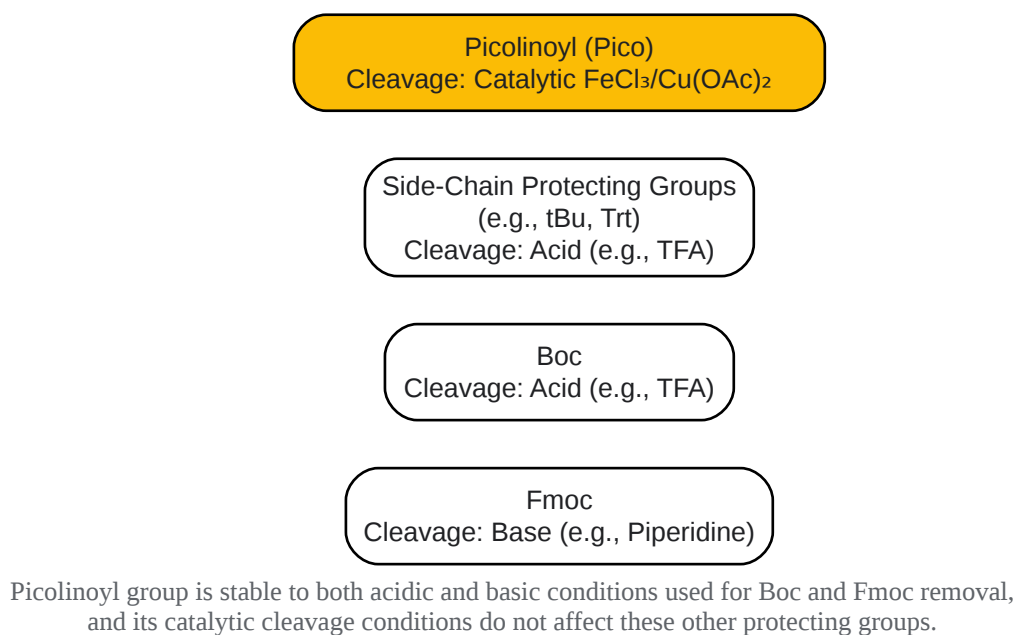 Picolinoyl (Pico)
Cleavage: Catalytic FeCl₃/Cu(OAc)₂
Side-Chain Protecting Groups
(e.g., tBu, Trt)
Cleavage: Acid (e.g., TFA)
Boc
Cleavage: Acid (e.g., TFA)
Fmoc
Cleavage: Base (e.g., Piperidine)
Picolinoyl group is stable to both acidic and basic conditions used for Boc and Fmoc removal,
and its catalytic cleavage conditions do not affect these other protecting groups.